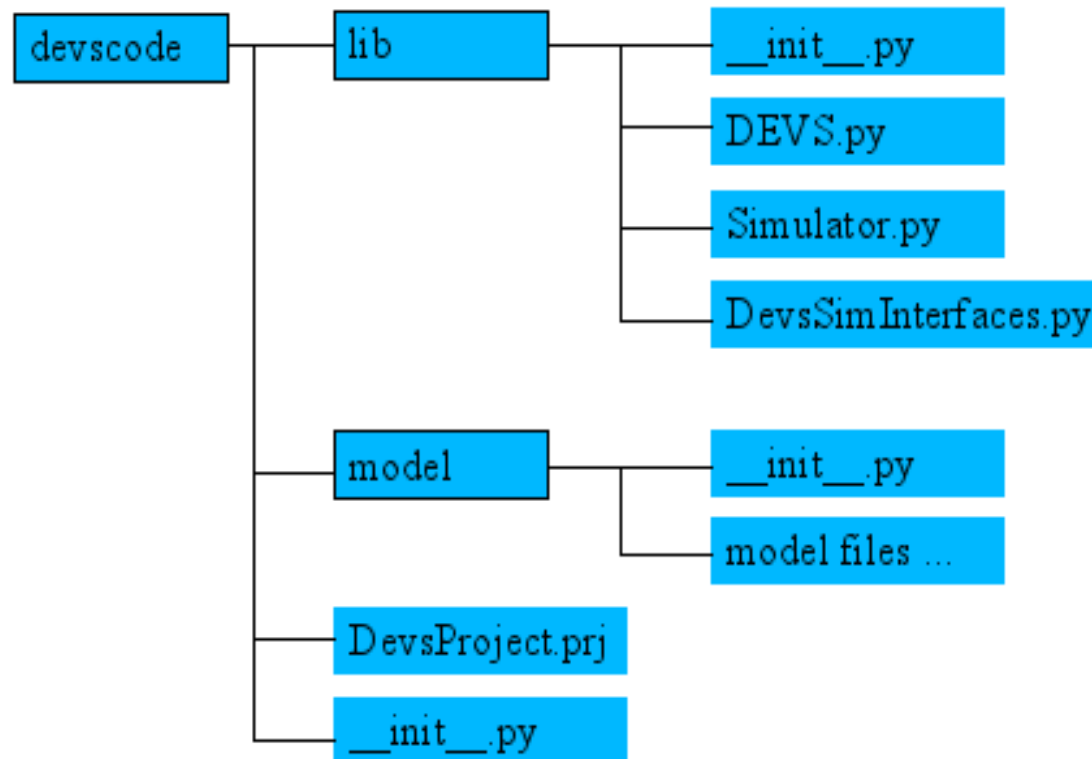 devscode
lib
__init__.py
DEVS.py
Simulator.py
DevsSimInterfaces.py
model
__init__.py
model files ...
DevsProject.prj
__init__.py